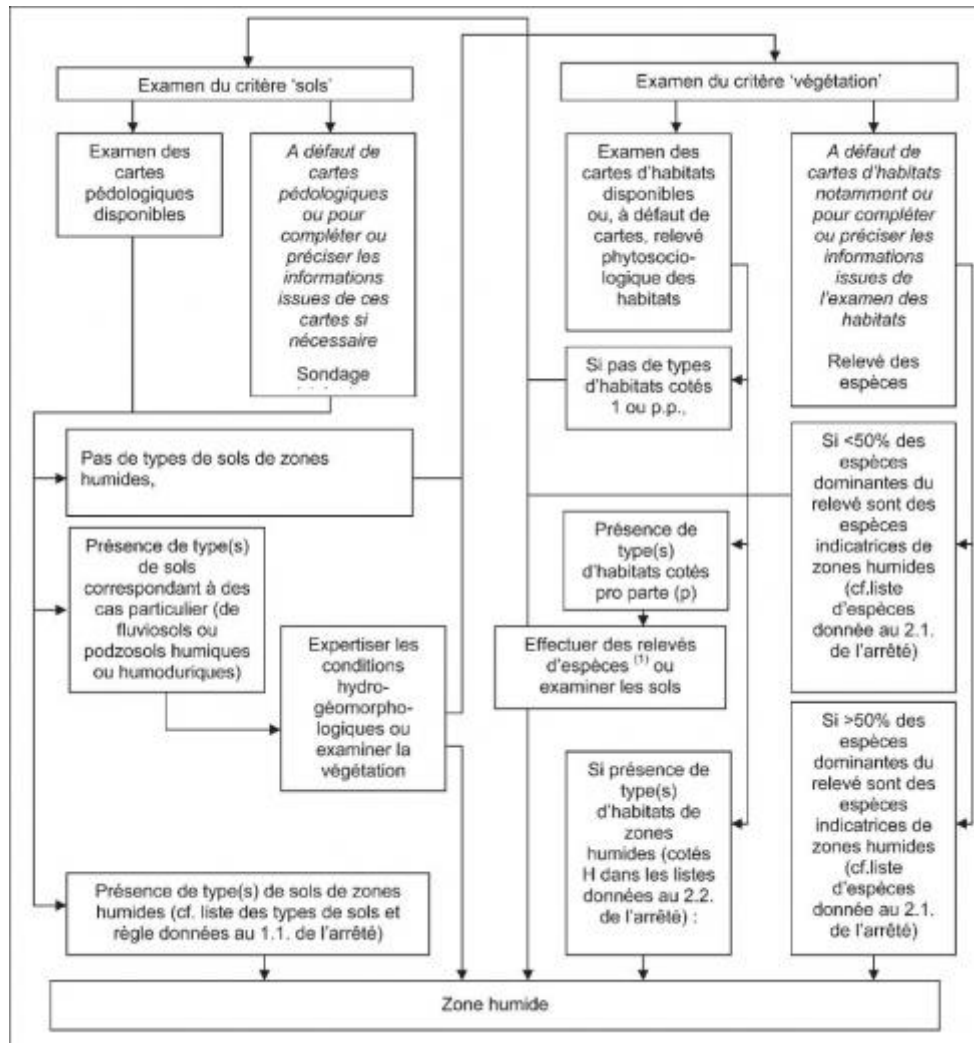 Examen du critère 'sols'
Examen des
cartes
pédologiques
disponibles
A défaut de
cartes
pédologiques
ou pour
compléter ou
préciser les
informations
issues de ces
cartes si
nécessaire
Sondage
Pas de types de sols de zones
humides,
Présence de type(s)
de sols
correspondant à des
cas particulier (de
fluviosols ou
podzosols humiques
ou humoduriques)
Expertiser les
conditions
hydro-
géomorpho-
logiques ou
examiner la
végétation
Présence de type(s) de sols de zones
humides (cf. liste des types de sols et
règle données au 1.1. de l'arrêté)
Examen du critère 'végétation'
Examen des
cartes d'habitats
disponibles
ou, à défaut de
cartes, relevé
phytosocio-
logique des
habitats
A défaut de
cartes d'habitats
notamment ou
pour compléter
ou préciser les
informations
issues de
l'examen des
habitats
Relevé des
espèces
Si pas de types
d'habitats cotés
1 ou p.p.,
Présence de
type(s)
d'habitats cotés
pro parte (p)
Effectuer des relevés
d'espèces (1) ou
examiner les sols
Si présence de
type(s)
d'habitats de
zones
humides (cotés
H dans les listes
données au 2.2.
de l'arrêté) :
Si <50% des
espèces
dominantes du
relevé sont des
espèces
indicatrices de
zones humides
(cf.liste
d'espèces
donnée au 2.1.
de l'arrêté)
Si >50% des
espèces
dominantes du
relevé sont des
espèces
indicatrices de
zones humides
(cf.liste
d'espèces
donnée au 2.1.
de l'arrêté)
Zone humide